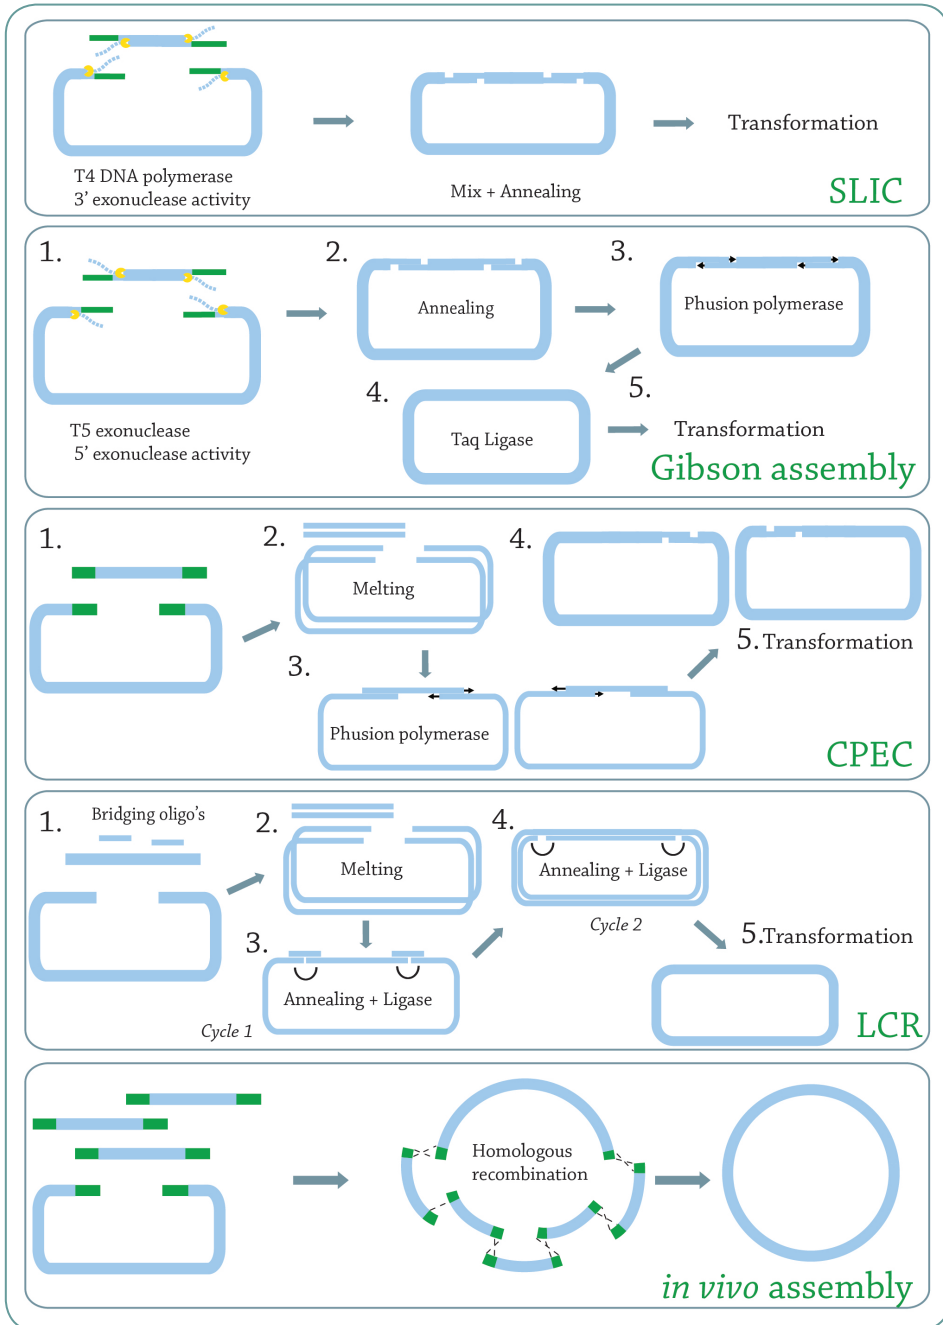 T4 DNA polymerase
3’ exonuclease activity
Mix + Annealing
Transformation
SLIC
1.
T5 exonuclease
5’ exonuclease activity
2.
Annealing
3.
Phusion polymerase
4.
Taq Ligase
5.
Transformation
Gibson assembly
1.
2.
Melting
3.
Phusion polymerase
4.
5. Transformation
CPEC
1.
Bridging oligo’s
2.
Melting
3.
Annealing + Ligase
Cycle 1
4.
Annealing + Ligase
Cycle 2
5.Transformation
LCR
Homologous
recombination
in vivo assembly